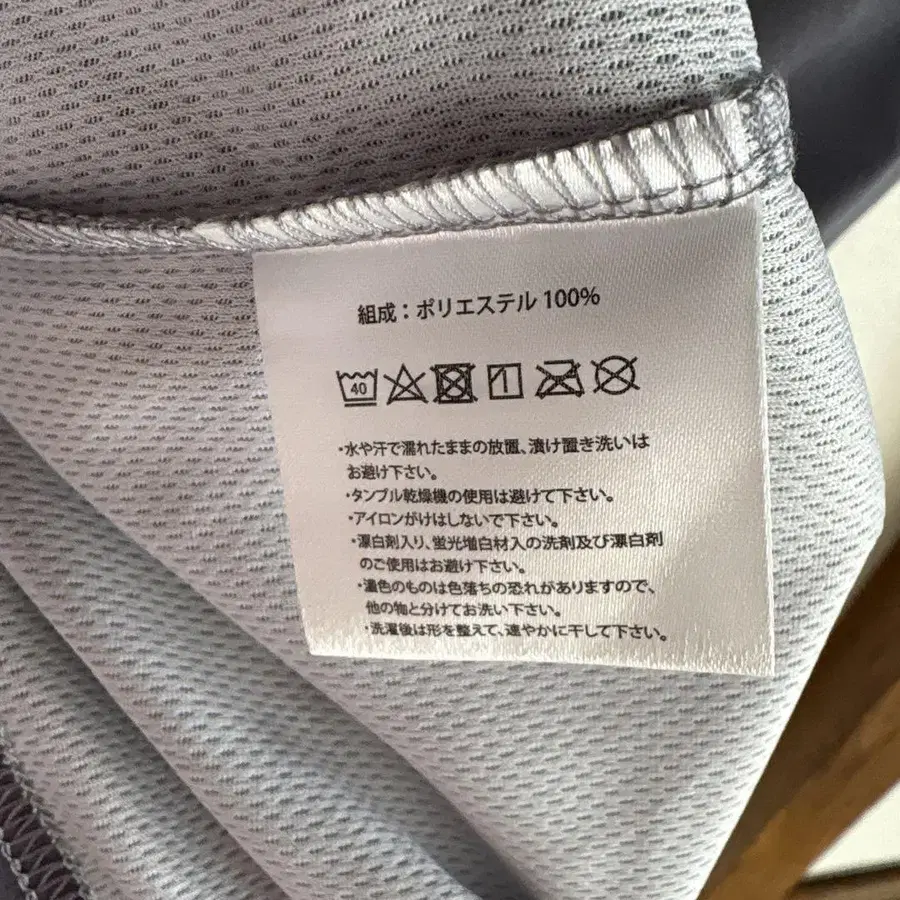 組成：ポリエステル 100%
40
・水や汗で濡れたままの放置、漬け置き洗いは
お避け下さい。
・タンブル乾燥機の使用は避けて下さい。
・アイロンがけはしないで下さい。
・漂白剤入り、蛍光増白材入の洗剤及び漂白剤
のご使用はお避け下さい。
・濃色のものは色落ちの恐れがありますので、
他の物と分けてお洗い下さい。
・洗濯後は形を整えて、速やかに干して下さい。